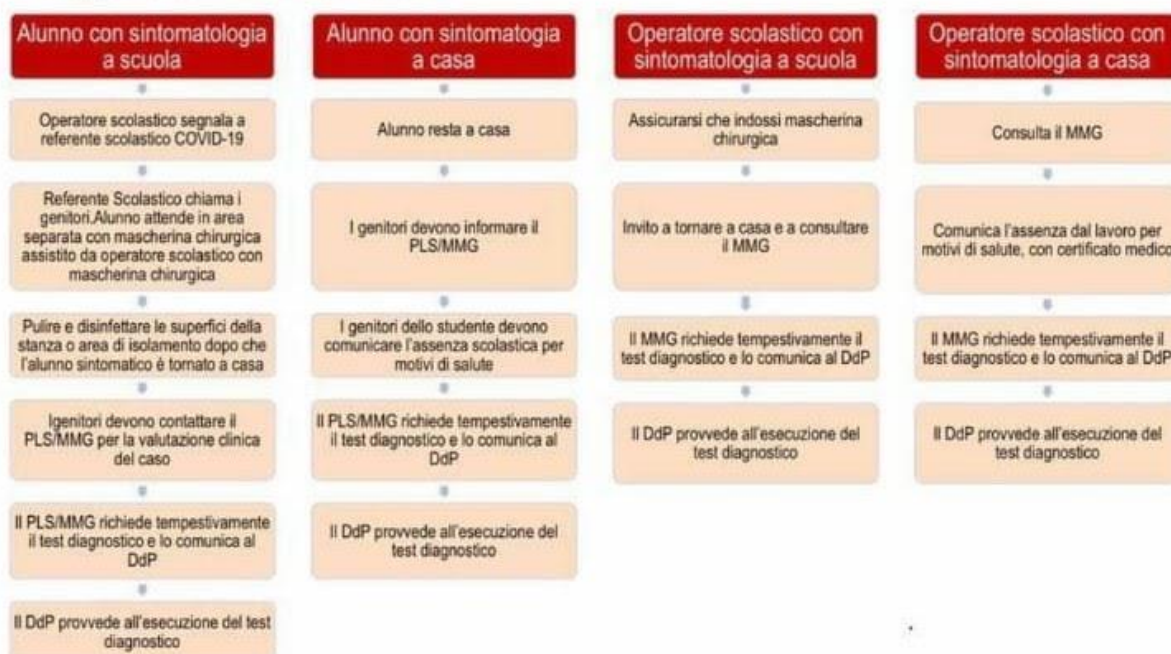 Alunno con sintomatologia
a scuola
Operatore scolastico segnala a
referente scolastico COVID-19
Referente Scolastico chiama i
genitori.Alunno attende in area
separata con mascherina chirurgica
assistito da operatore scolastico con
mascherina chirurgica
Pulire e disinfettare le superfici della
stanza o area di isolamento dopo che
l'alunno sintomatico è tornato a casa
Igenitori devono contattare il
PLS/MMG per la valutazione clinica
del caso
Il PLS/MMG richiede tempestivamente
il test diagnostico e lo comunica al
DdP
Il DdP provvede all'esecuzione del test
diagnostico
Alunno con sintomatogia
a casa
Alunno resta a casa
I genitori devono informare il
PLS/MMG
I genitori dello studente devono
comunicare l'assenza scolastica per
motivi di salute
Il PLS/MMG richiede tempestivamente
il test diagnostico e lo comunica al
DdP
Il DdP provvede all'esecuzione del
test diagnostico
Operatore scolastico con
sintomatologia a scuola
Assicurarsi che indossi mascherina
chirurgica
Invito a tornare a casa e a consultare
il MMG
Il MMG richiede tempestivamente il
test diagnostico e lo comunica al DdP
Il DdP provvede all'esecuzione del
test diagnostico
Operatore scolastico con
sintomatologia a casa
Consulta il MMG
Comunica l'assenza dal lavoro per
motivi di salute, con certificato medico
Il MMG richiede tempestivamente il
test diagnostico e lo comunica al DdP
Il DdP provvede all'esecuzione del
test diagnostico